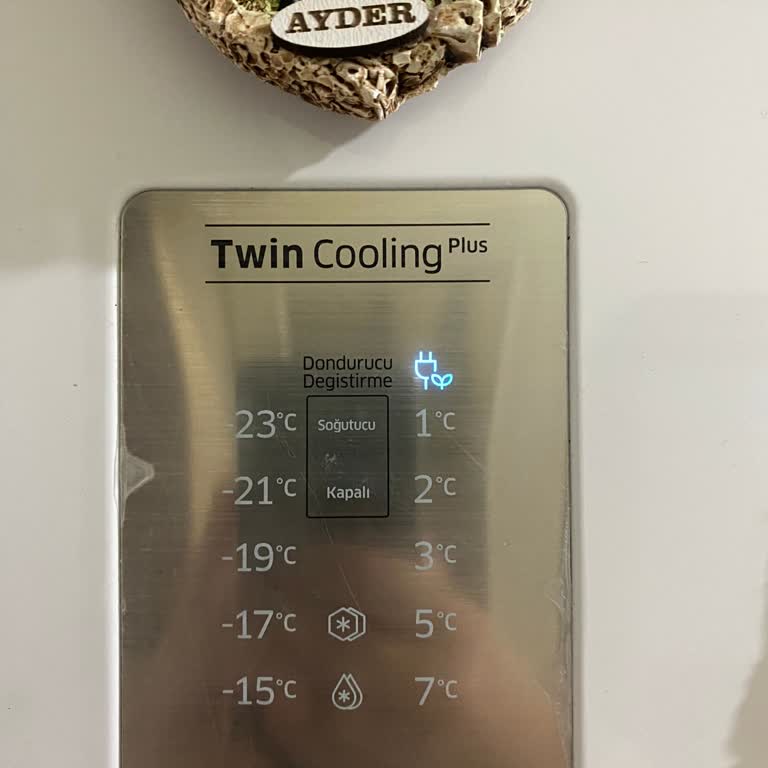 AYDER
Twin Cooling Plus
Dondurucu
Degistirme
-23°C Soğutucu 1°C
-21°C Kapalı 2°C
-19°C 3°C
-17°C 5°C
-15°C 7°C